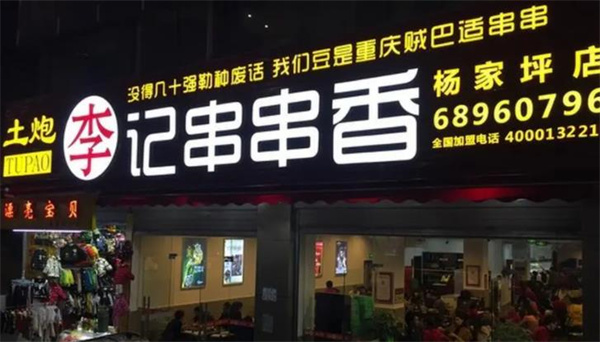 没得几十强勒种废话 我们豆是重庆贼巴适串串
土炮
TUPAO
李记串串香
杨家坪店
68960796
全国加盟电话 400013221
漂亮宝贝